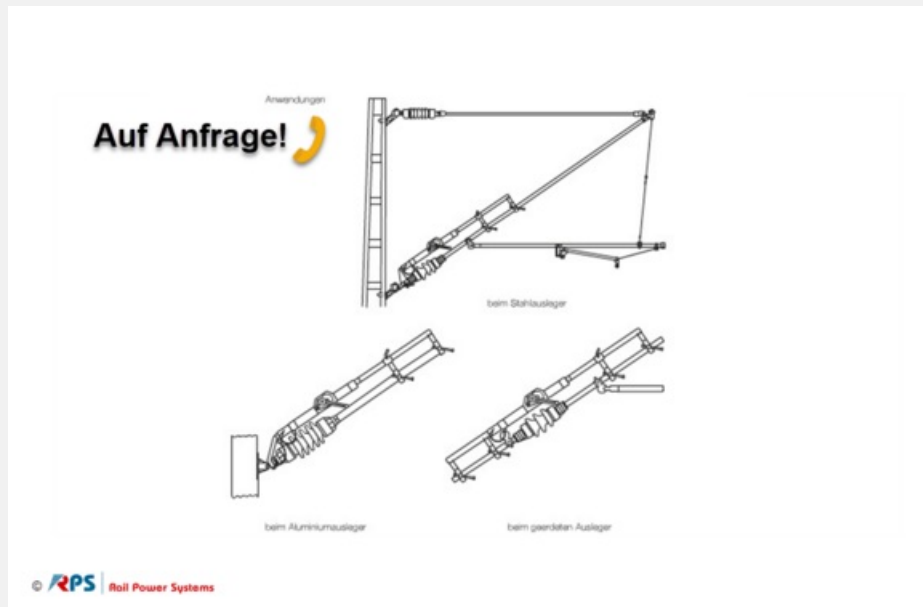 Anwendungen
Auf Anfrage!
beim Stahlausleger
beim Aluminiumausleger
beim geerdeten Ausleger
© RPS Rail Power Systems